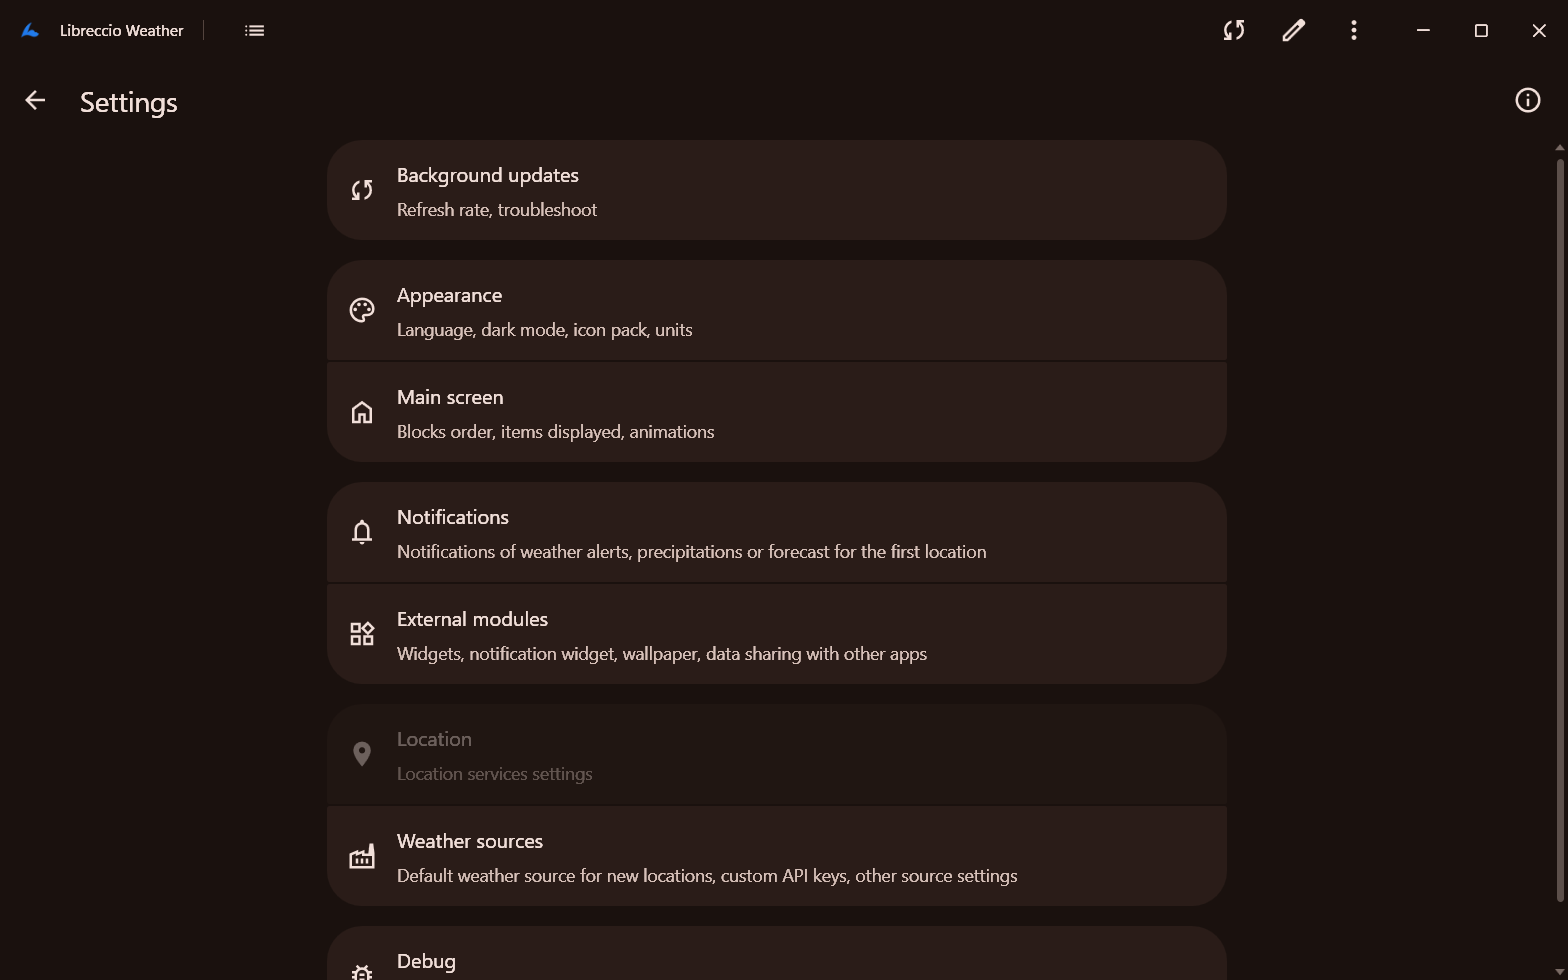 Libreccio Weather
Settings
Background updates
Refresh rate, troubleshoot
Appearance
Language, dark mode, icon pack, units
Main screen
Blocks order, items displayed, animations
Notifications
Notifications of weather alerts, precipitations or forecast for the first location
External modules
Widgets, notification widget, wallpaper, data sharing with other apps
Location
Location services settings
Weather sources
Default weather source for new locations, custom API keys, other source settings
Debug